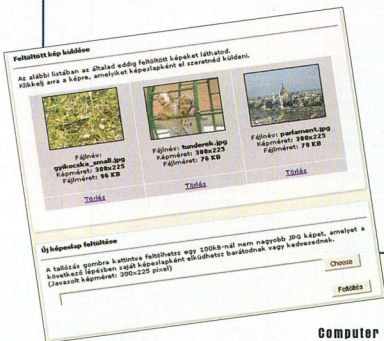 Feltöltött kép küldése
Az alábbi listában az általad eddig feltöltött képeket láthatod.
Klikkelj arra a képre, amelyiket képeslapként el szeretnéd küldeni.
Fájlnév:
gyikocska_small.jpg
Képméret: 300x225
Fájlméret: 96 KB
Törlés
Fájlnév: tunderek.jpg
Képméret: 300x225
Fájlméret: 76 KB
Törlés
Fájlnév: parlament.jpg
Képméret: 300x225
Fájlméret: 79 KB
Törlés
Új képeslap feltöltése
A tallózás gombra kattintva feltölthetsz egy 100kB-nál nem nagyobb JPG képet, amelyet a
következő lépésben saját képeslapként elküldhetsz barátodnak vagy kedvesednek.
(Javasolt képméret: 300x225 pixel)
Choose
Feltöltés
Computer